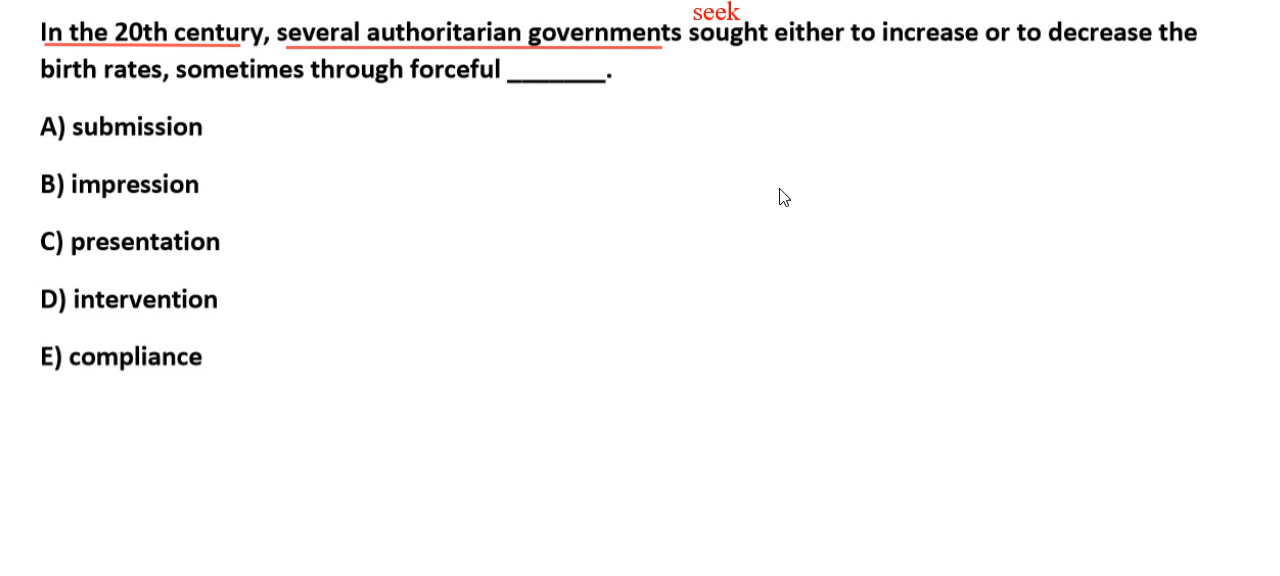 seek
In the 20th century, several authoritarian governments sought either to increase or to decrease the
birth rates, sometimes through forceful _______.
A) submission
B) impression
C) presentation
D) intervention
E) compliance